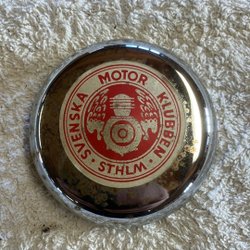 SVENSKA MOTOR KLUBBEN
· STHLM ·